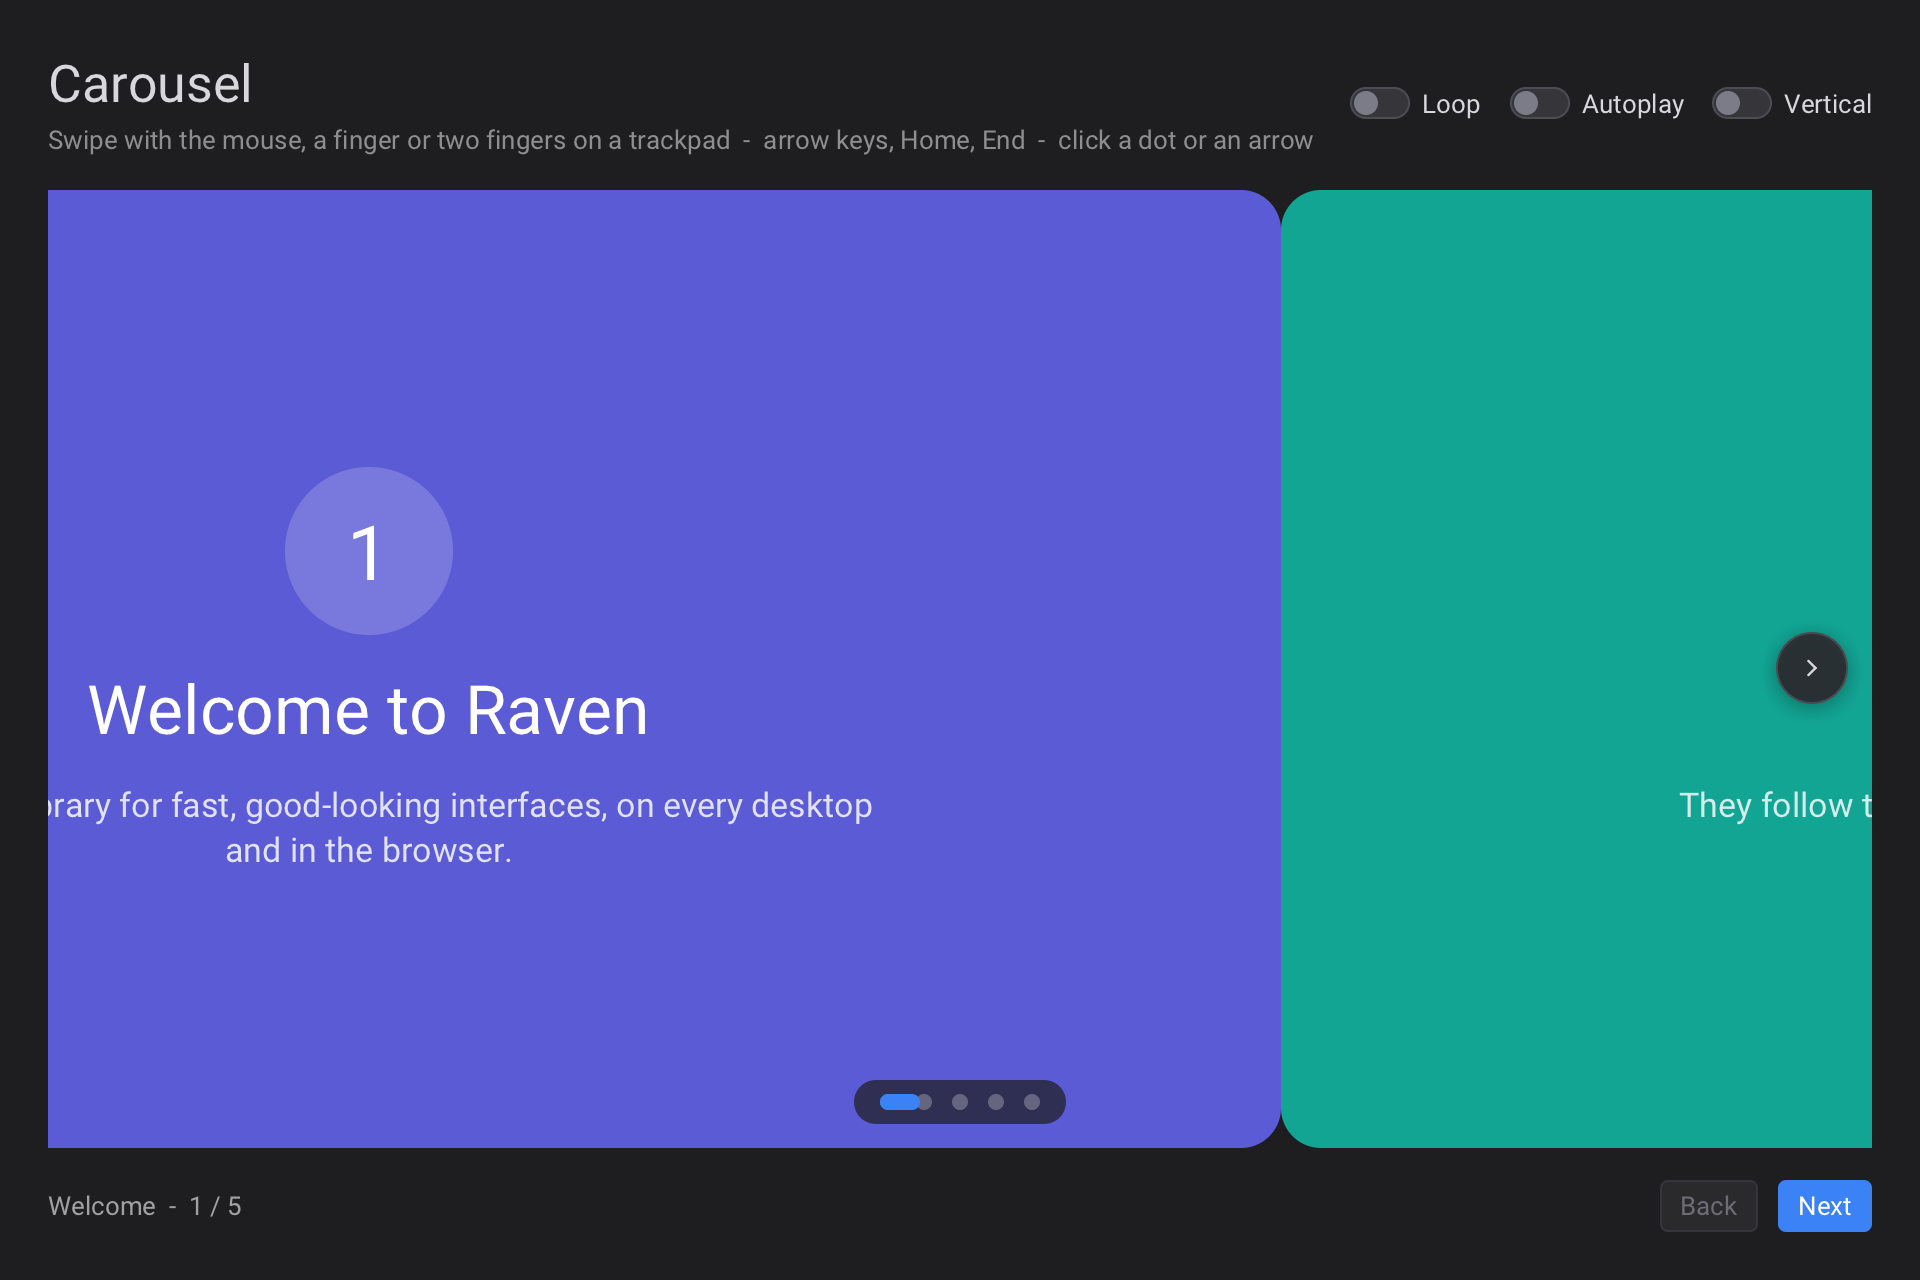 Carousel
Swipe with the mouse, a finger or two fingers on a trackpad - arrow keys, Home, End - click a dot or an arrow
Loop
Autoplay
Vertical
1
Welcome to Raven
for fast, good-looking interfaces, on every desktop
and in the browser.
They follow
Welcome - 1 / 5
Back
Next